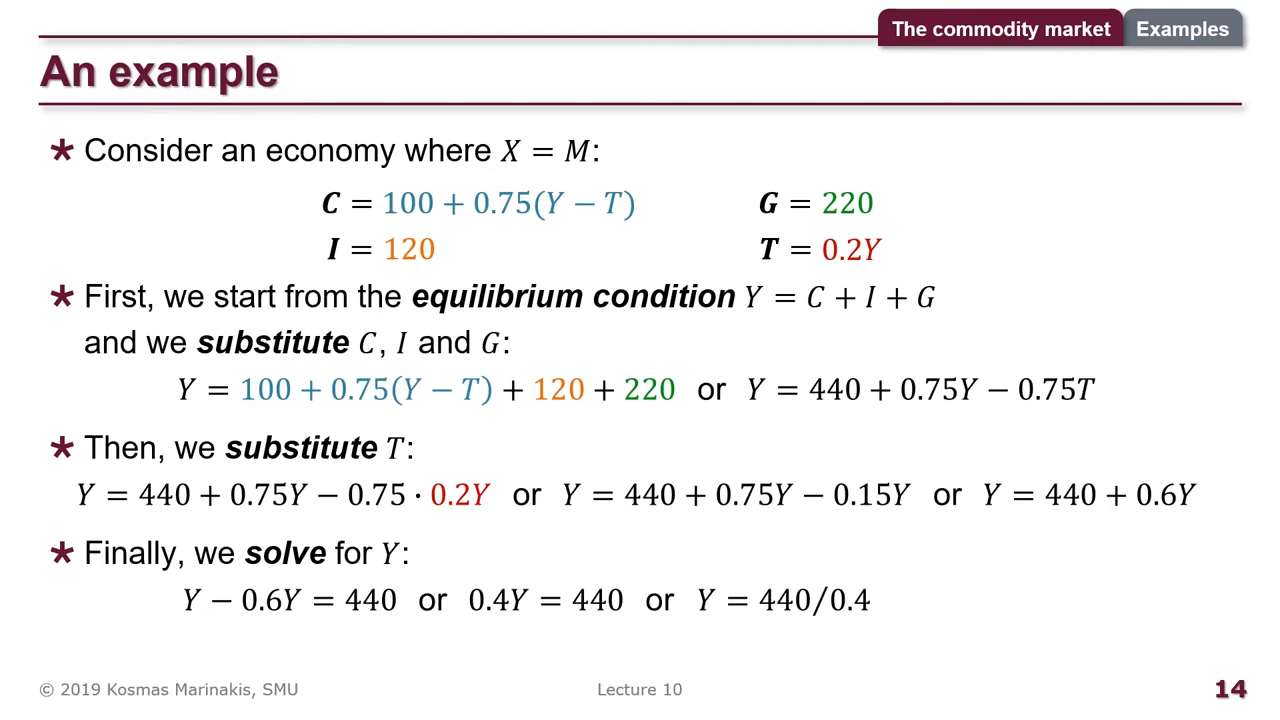 The commodity market Examples
An example
* Consider an economy where X = M:
C = 100 + 0.75(Y − T) G = 220
I = 120 T = 0.2Y
* First, we start from the equilibrium condition Y = C + I + G
and we substitute C, I and G:
Y = 100 + 0.75(Y − T) + 120 + 220 or Y = 440 + 0.75Y − 0.75T
* Then, we substitute T:
Y = 440 + 0.75Y − 0.75 · 0.2Y or Y = 440 + 0.75Y − 0.15Y or Y = 440 + 0.6Y
* Finally, we solve for Y:
Y − 0.6Y = 440 or 0.4Y = 440 or Y = 440/0.4
© 2019 Kosmas Marinakis, SMU Lecture 10 14